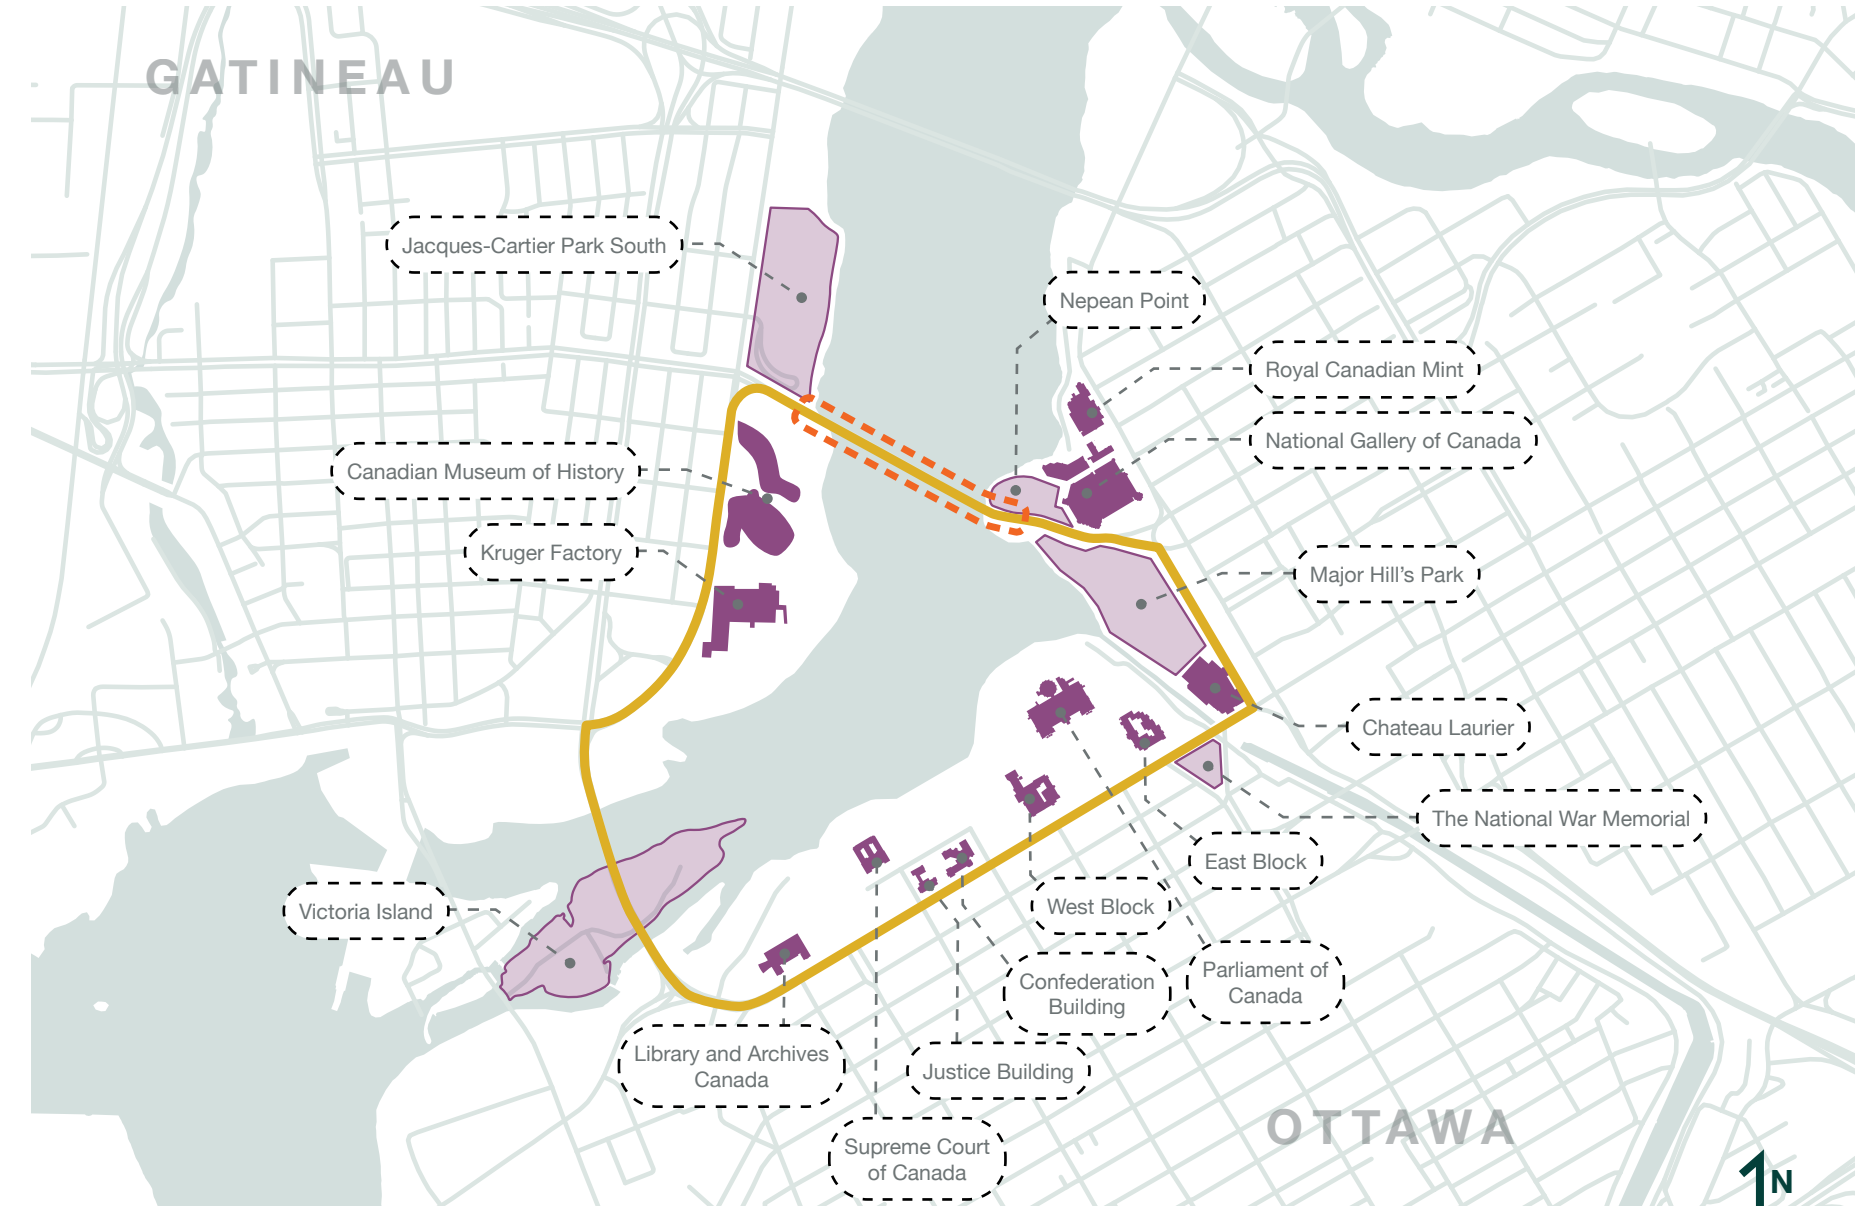 GATINEAU
Jacques-Cartier Park South
Nepean Point
Royal Canadian Mint
National Gallery of Canada
Canadian Museum of History
Kruger Factory
Major Hill's Park
Chateau Laurier
The National War Memorial
East Block
West Block
Victoria Island
Parliament of
Canada
Confederation
Building
Library and Archives
Canada
Justice Building
Supreme Court
of Canada
OTTAWA
N